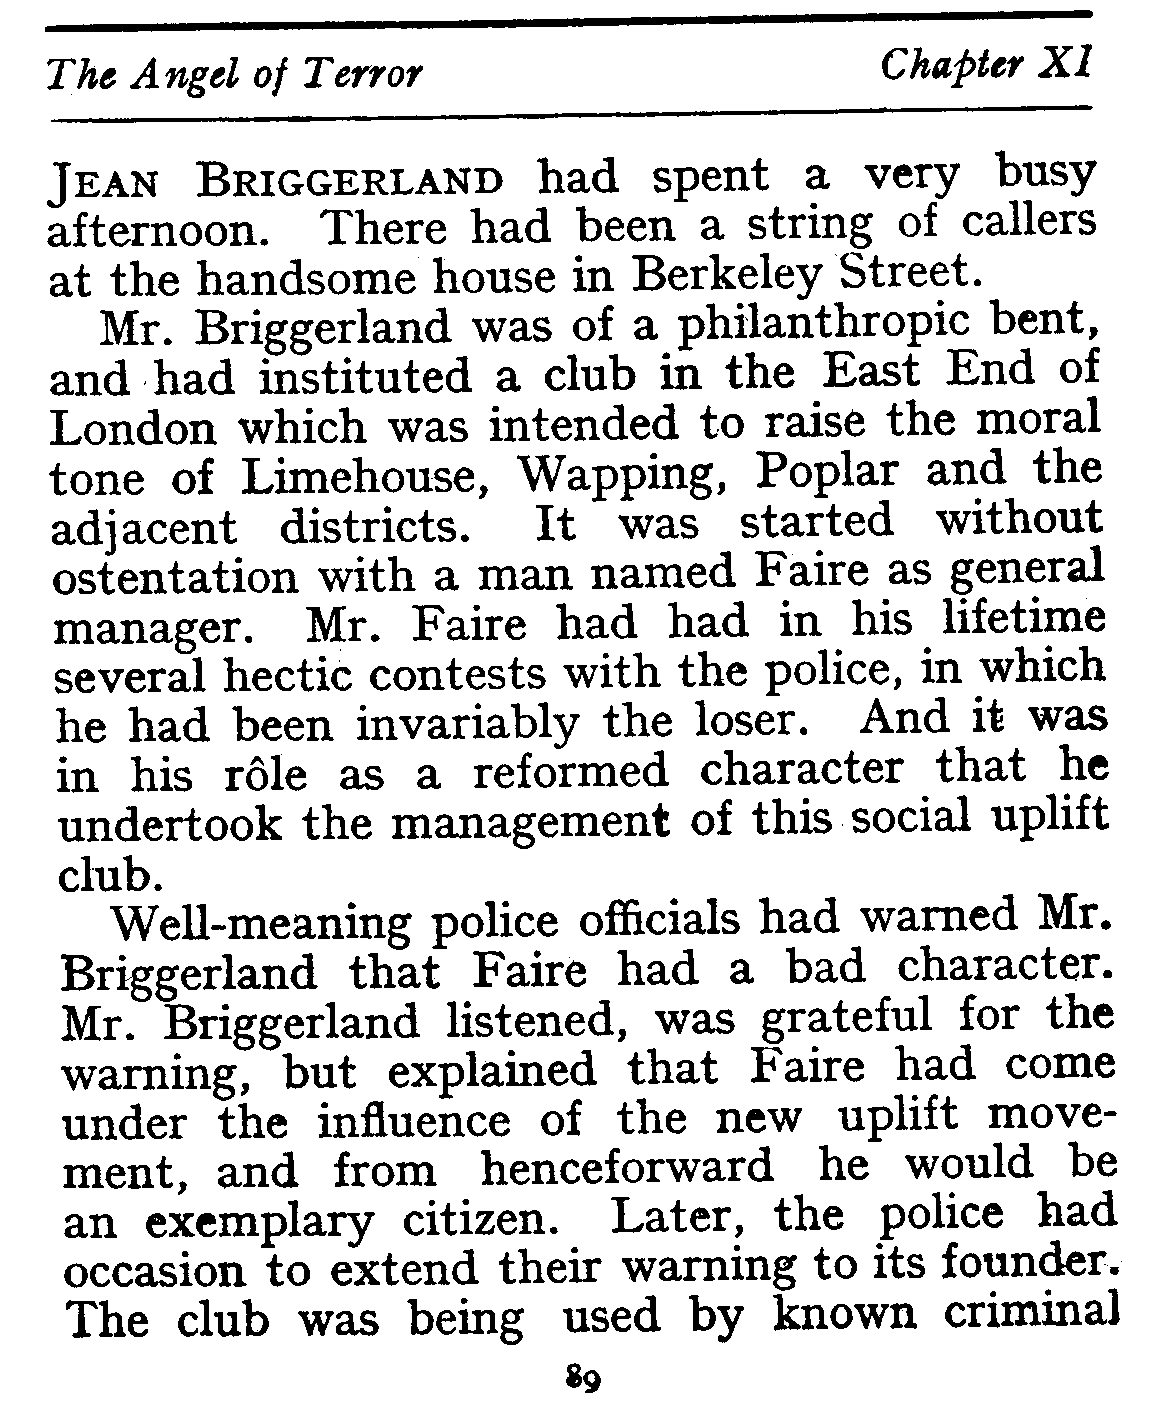 The Angel of Terror Chapter XI
JEAN BRIGGERLAND had spent a very busy
afternoon. There had been a string of callers
at the handsome house in Berkeley Street.
Mr. Briggerland was of a philanthropic bent,
and had instituted a club in the East End of
London which was intended to raise the moral
tone of Limehouse, Wapping, Poplar and the
adjacent districts. It was started without
ostentation with a man named Faire as general
manager. Mr. Faire had had in his lifetime
several hectic contests with the police, in which
he had been invariably the loser. And it was
in his rôle as a reformed character that he
undertook the management of this social uplift
club.
Well-meaning police officials had warned Mr.
Briggerland that Faire had a bad character.
Mr. Briggerland listened, was grateful for the
warning, but explained that Faire had come
under the influence of the new uplift move-
ment, and from henceforward he would be
an exemplary citizen. Later, the police had
occasion to extend their warning to its founder.
The club was being used by known criminal
89